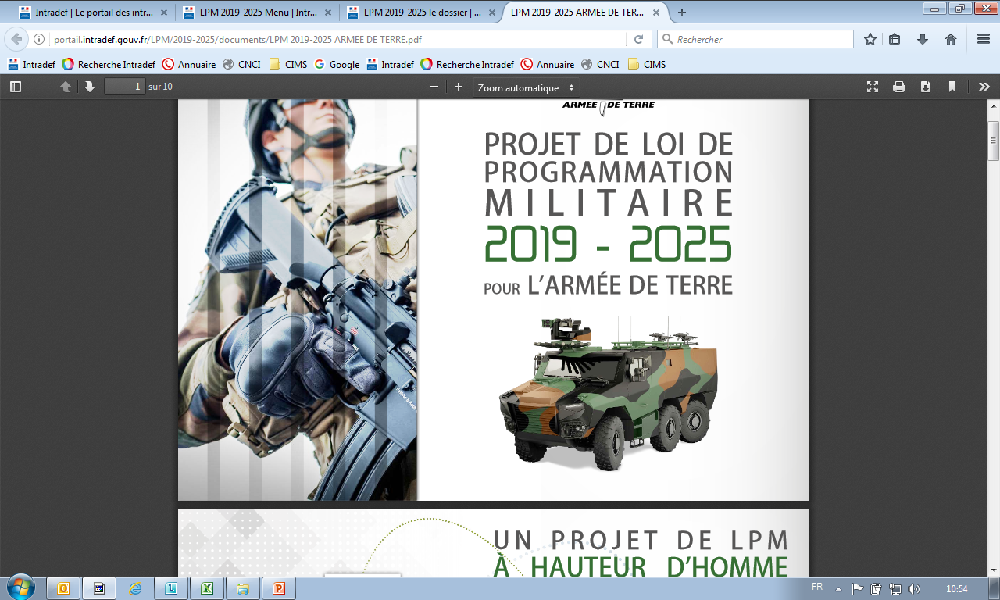 Intradef | Le portail des intr...
LPM 2019-2025 Menu | Intr...
LPM 2019-2025 le dossier | ...
LPM 2019-2025 ARMEE DE TER...
portail.intradef.gouv.fr/LPM/2019-2025/documents/LPM 2019-2025 ARMEE DE TERRE.pdf
Rechercher
Intradef Recherche Intradef Annuaire CNCI CIMS Google Intradef Recherche Intradef Annuaire CNCI CIMS
1 sur 10
Zoom automatique
ARMEE DE TERRE
PROJET DE LOI DE
PROGRAMMATION
MILITAIRE
2019 - 2025
POUR L'ARMÉE DE TERRE
Heckler & Koch
UN PROJET DE LPM
À HAUTEUR D'HOMME
FR
10:54